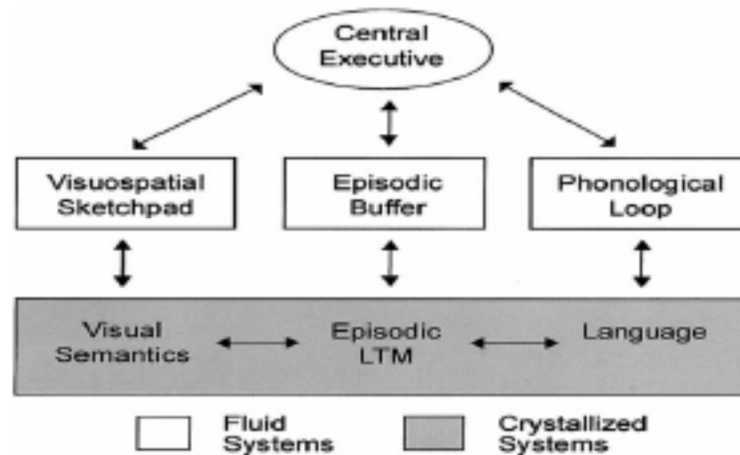 Central
Executive
Visuospatial
Sketchpad
Episodic
Buffer
Phonological
Loop
Visual
Semantics
Episodic
LTM
Language
Fluid
Systems
Crystallized
Systems